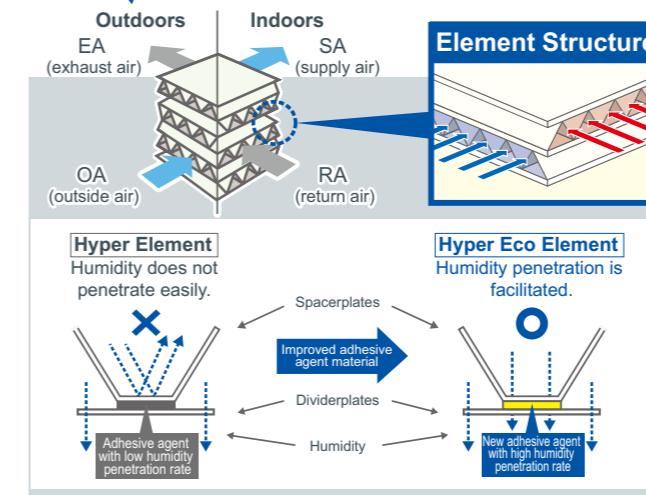 Outdoors
Indoors
EA
(exhaust air)
SA
(supply air)
Element Structure
OA
(outside air)
RA
(return air)
Hyper Element
Humidity does not
penetrate easily.
Hyper Eco Element
Humidity penetration is
facilitated.
Spacerplates
Improved adhesive
agent material
Dividerplates
Humidity
Adhesive agent
with low humidity
penetration rate
New adhesive agent
with high humidity
penetration rate